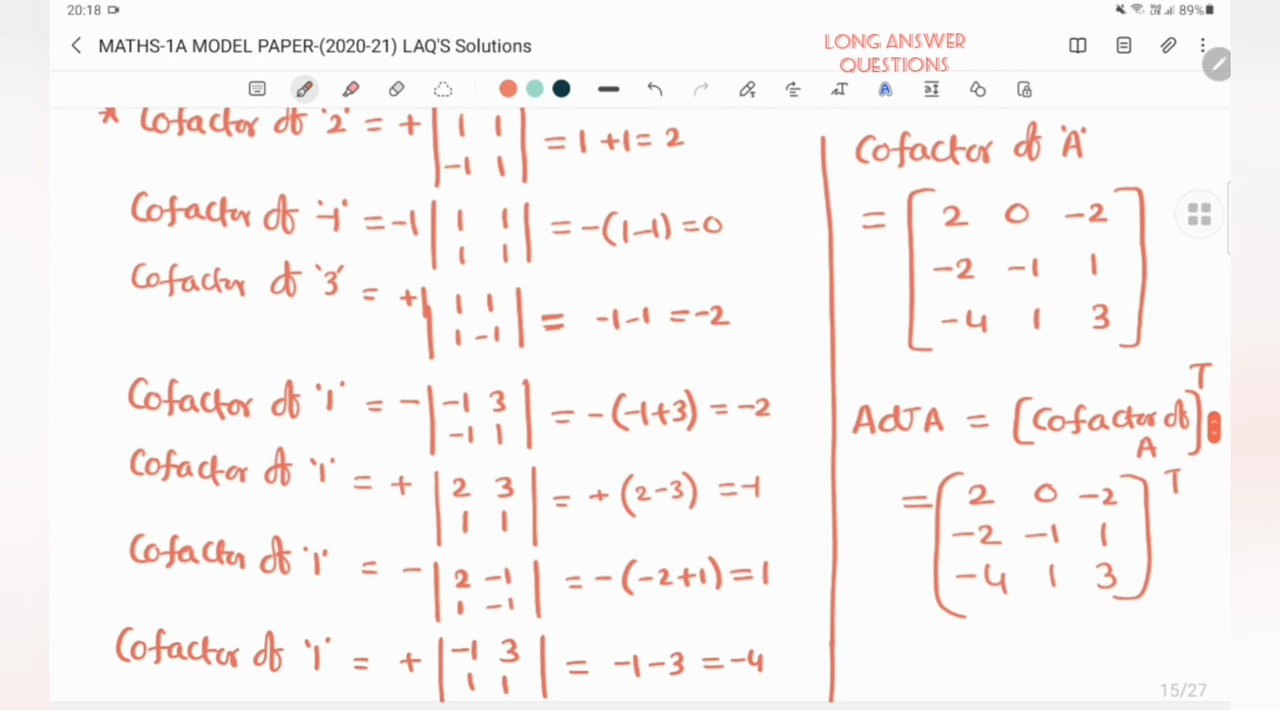 20:18
89%
MATHS-1A MODEL PAPER-(2020-21) LAQ'S Solutions
LONG ANSWER
QUESTIONS
* Cofactor of '2' = + | 1 1 | = 1 + 1 = 2
| -1 1 |
Cofactor of '-1' = -1 | 1 1 | = -(1-1) = 0
| 1 1 |
Cofactor of '3' = + | 1 1 | = -1-1 = -2
| 1 -1 |
Cofactor of '1' = - | -1 3 | = -(-1+3) = -2
| -1 1 |
Cofactor of '1' = + | 2 3 | = +(2-3) = -1
| 1 1 |
Cofactor of '1' = - | 2 -1 | = -(-2+1) = 1
| 1 -1 |
Cofactor of '1' = + | -1 3 | = -1-3 = -4
| 1 1 |
Cofactor of 'A'
= [ 2 0 -2
-2 -1 1
-4 1 3 ]
AdJ A = [Cofactor of A]ᵀ
= ( 2 0 -2
-2 -1 1
-4 1 3 )ᵀ
15/27